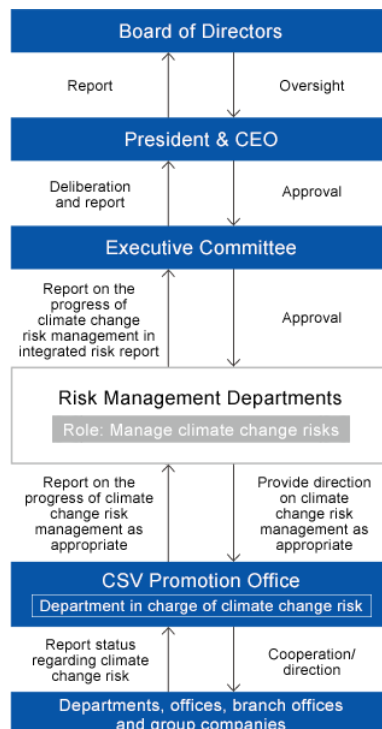 Board of Directors
Report
Oversight
President & CEO
Deliberation
and report
Approval
Executive Committee
Report on the
progress of
climate change
risk management in
integrated risk report
Approval
Risk Management Departments
Role: Manage climate change risks
Report on the
progress of climate
change risk
management as
appropriate
Provide direction
on climate
change risk
management as
appropriate
CSV Promotion Office
Department in charge of climate change risk
Report status
regarding climate
change risk
Cooperation/
direction
Departments, offices, branch offices
and group companies